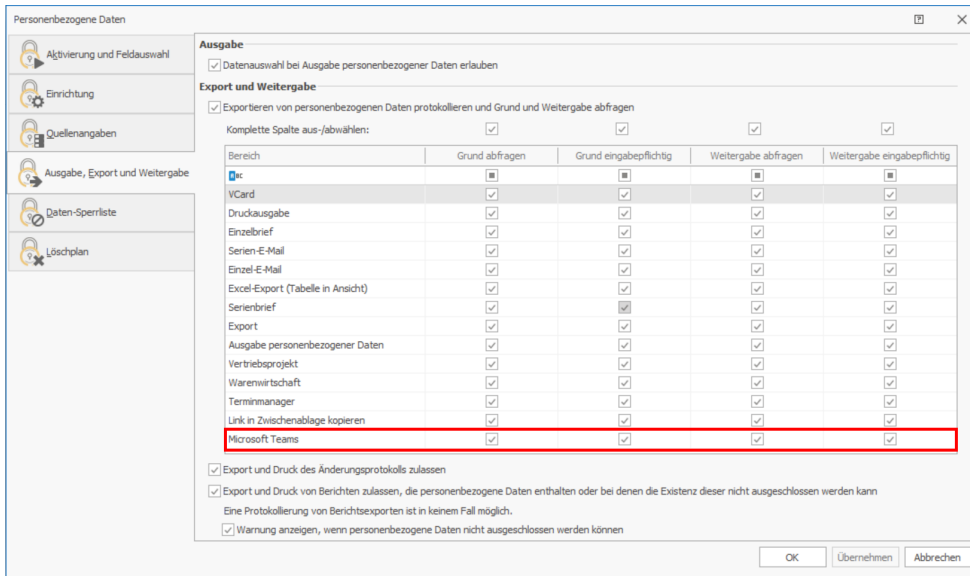 Personenbezogene Daten
Aktivierung und Feldauswahl
Einrichtung
Quellenangaben
Ausgabe, Export und Weitergabe
Daten-Sperrliste
Löschplan
Ausgabe
Datenauswahl bei Ausgabe personenbezogener Daten erlauben
Export und Weitergabe
Exportieren von personenbezogenen Daten protokollieren und Grund und Weitergabe abfragen
Komplette Spalte aus-/abwählen:
Bereich Grund abfragen Grund eingabepflichtig Weitergabe abfragen Weitergabe eingabepflichtig
VCard
Druckausgabe
Einzelbrief
Serien-E-Mail
Einzel-E-Mail
Excel-Export (Tabelle in Ansicht)
Serienbrief
Export
Ausgabe personenbezogener Daten
Vertriebsprojekt
Warenwirtschaft
Terminmanager
Link in Zwischenablage kopieren
Microsoft Teams
Export und Druck des Änderungsprotokolls zulassen
Export und Druck von Berichten zulassen, die personenbezogene Daten enthalten oder bei denen die Existenz dieser nicht ausgeschlossen werden kann
Eine Protokollierung von Berichtsexporten ist in keinem Fall möglich.
Warnung anzeigen, wenn personenbezogene Daten nicht ausgeschlossen werden können
OK Übernehmen Abbrechen